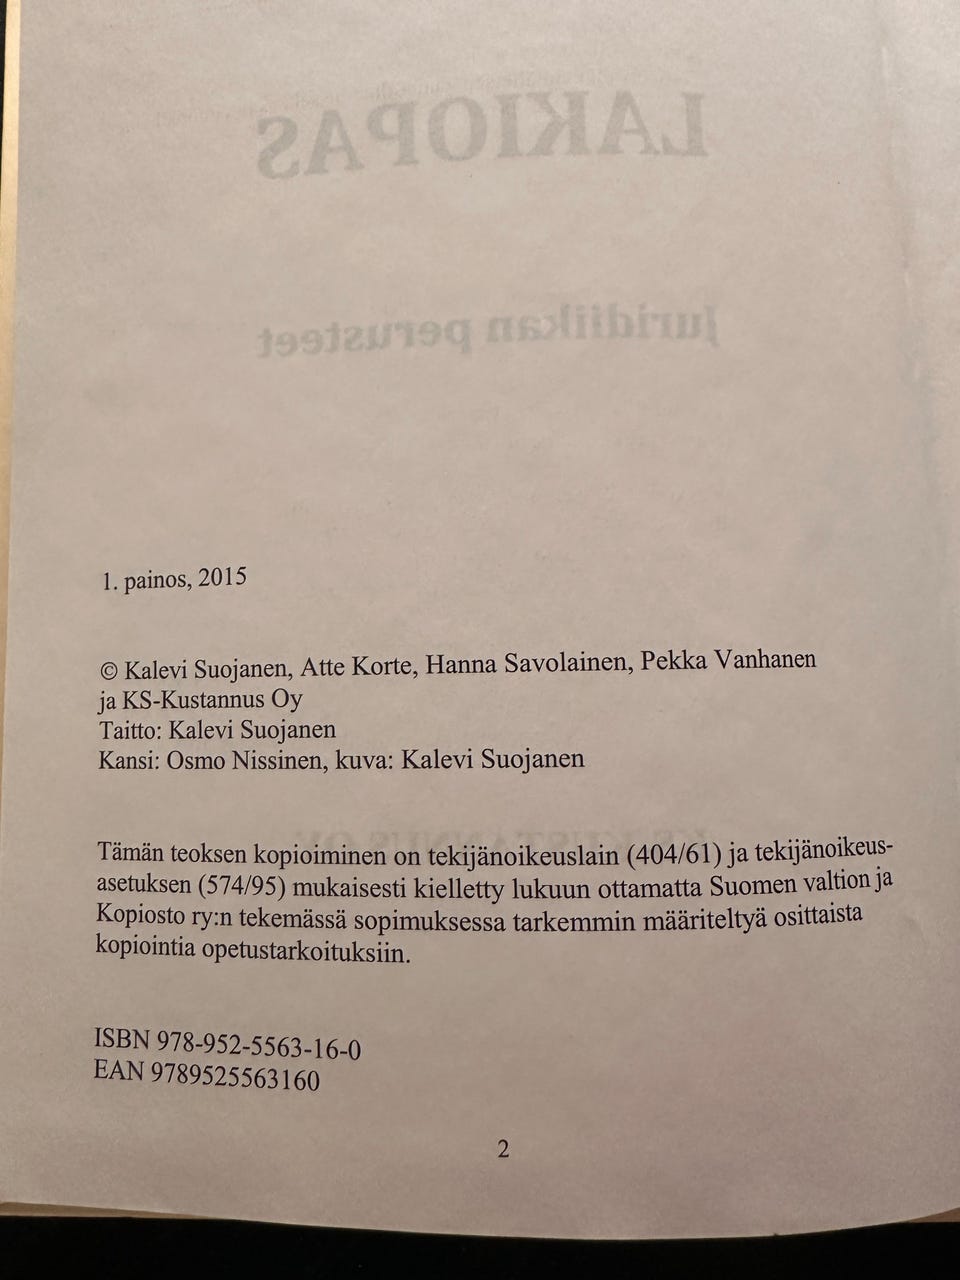 LAKIOPAS
Juridiikan perusteet
1. painos, 2015
© Kalevi Suojanen, Atte Korte, Hanna Savolainen, Pekka Vanhanen
ja KS-Kustannus Oy
Taitto: Kalevi Suojanen
Kansi: Osmo Nissinen, kuva: Kalevi Suojanen
Tämän teoksen kopioiminen on tekijänoikeuslain (404/61) ja tekijänoikeus-
asetuksen (574/95) mukaisesti kielletty lukuun ottamatta Suomen valtion ja
Kopiosto ry:n tekemässä sopimuksessa tarkemmin määriteltyä osittaista
kopiointia opetustarkoituksiin.
ISBN 978-952-5563-16-0
EAN 9789525563160
2